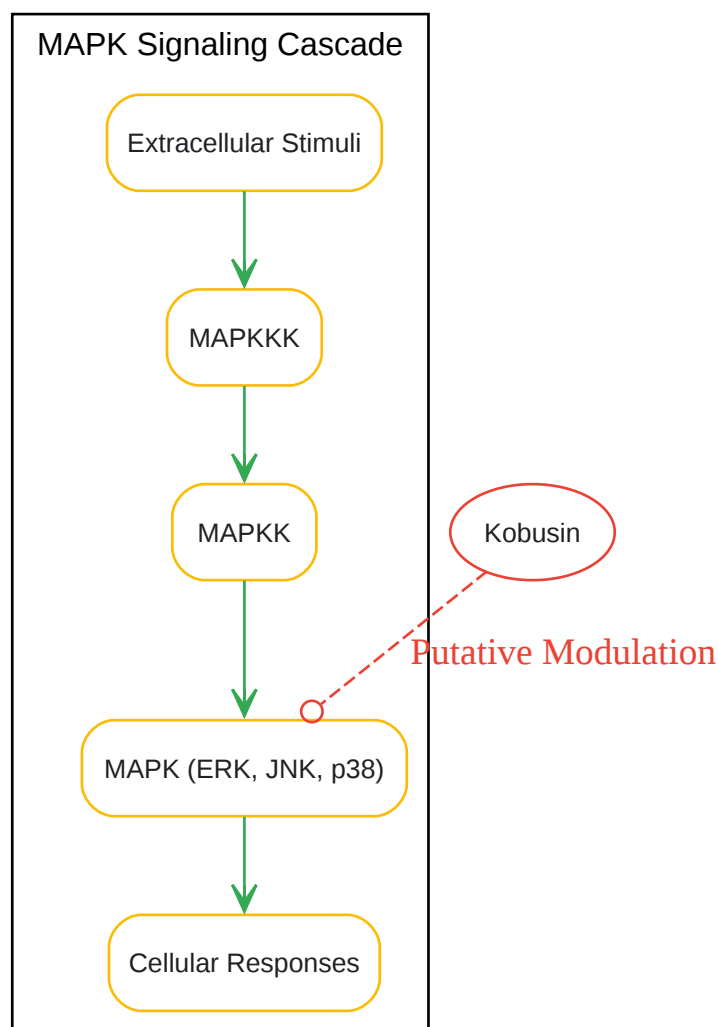 MAPK Signaling Cascade
Extracellular Stimuli
MAPKKK
MAPKK
Kobusin
Putative Modulation
MAPK (ERK, JNK, p38)
Cellular Responses